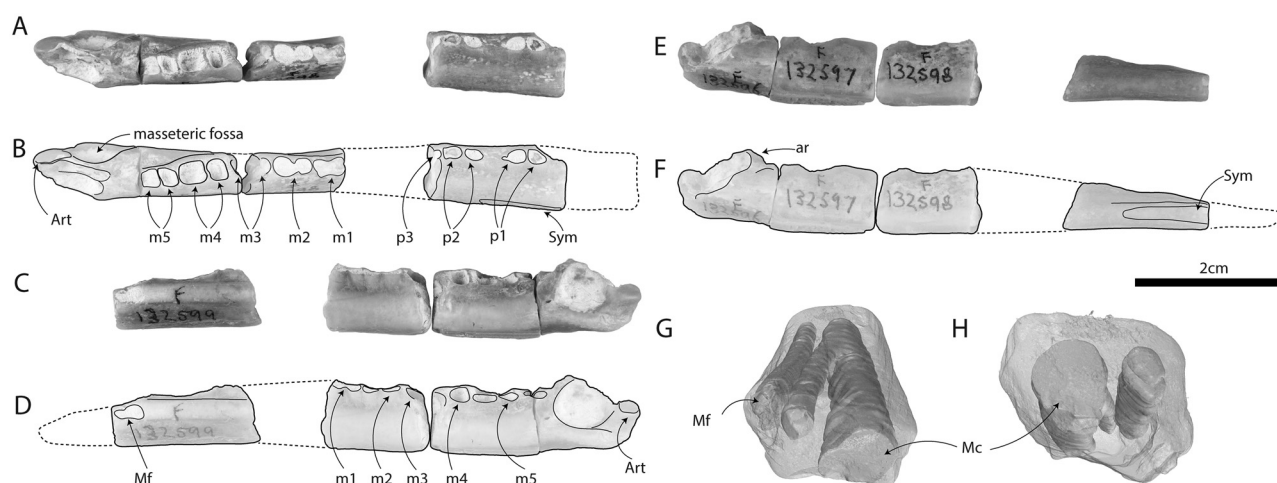 A
F
132597
F
132598
E
B
masseteric fossa
Art
m5 m4 m3 m2 m1
p3 p2 p1
Sym
F
ar
F
132597
F
132598
Sym
2cm
C
F
132599
D
F
132599
Mf
m1 m2 m3 m4 m5
Art
G
H
Mf
Mc